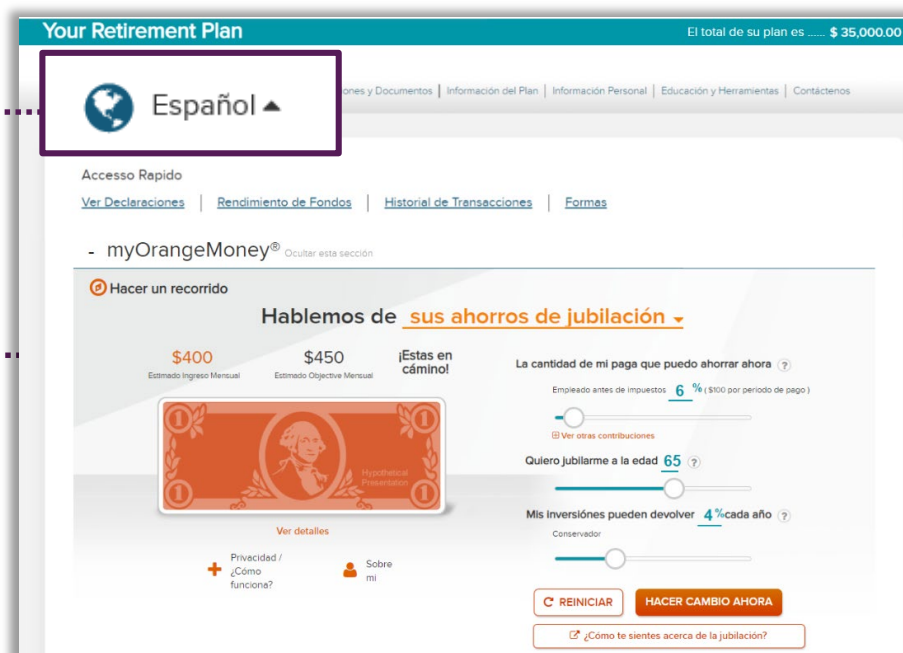 Your Retirement Plan
El total de su plan es ...... $ 35,000.00
Español
ones y Documentos | Información del Plan | Información Personal | Educación y Herramientas | Contáctenos
Accesso Rapido
Ver Declaraciones | Rendimiento de Fondos | Historial de Transacciones | Formas
- myOrangeMoney® Ocultar esta sección
Hacer un recorrido
Hablemos de sus ahorros de jubilación
$400
Estimado Ingreso Mensual
$450
Estimado Objective Mensual
¡Estas en
cámino!
Hypothetical
Presentation
1
1
1
1
Ver detalles
Privacidad /
¿Cómo
funciona?
Sobre
mi
La cantidad de mi paga que puedo ahorrar ahora ?
Empleado antes de impuestos 6 % ( $100 por periodo de pago )
Ver otras contribuciones
Quiero jubilarme a la edad 65 ?
Mis inversiónes pueden devolver 4 % cada año ?
Conservador
REINICIAR
HACER CAMBIO AHORA
¿Cómo te sientes acerca de la jubilación?